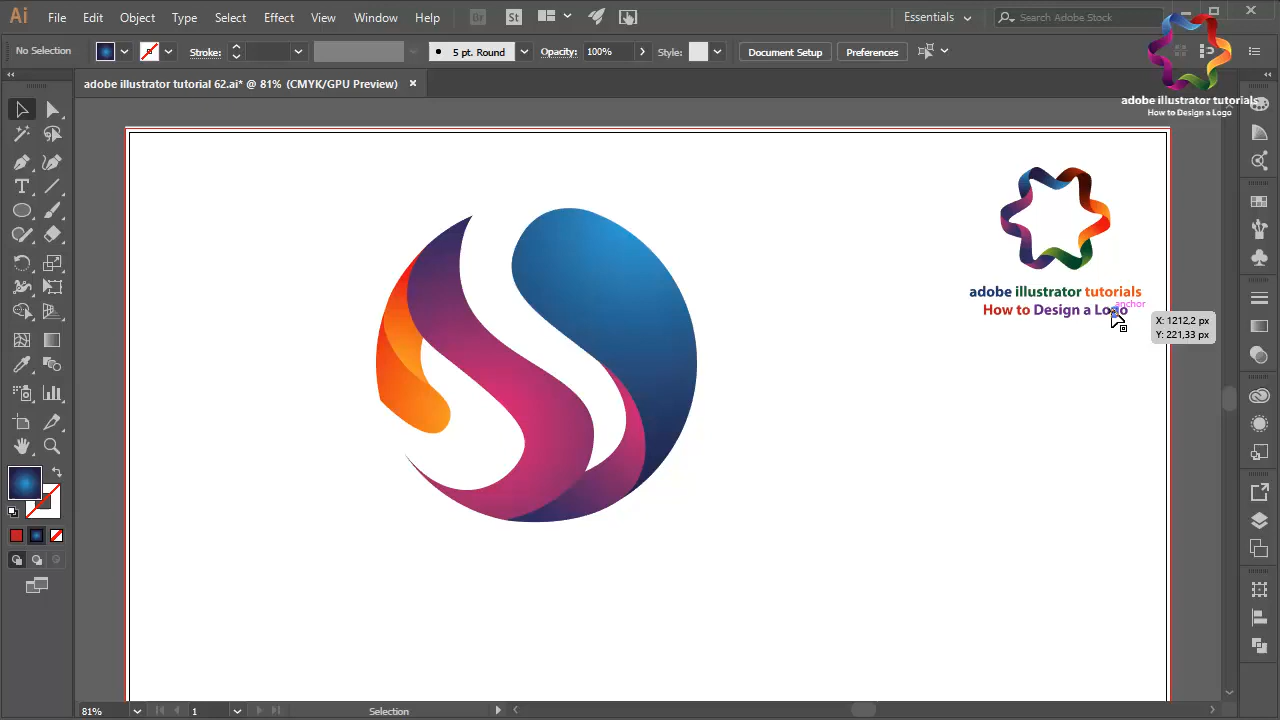 Ai File Edit Object Type Select Effect View Window Help Br St Essentials Search Adobe Stock
No Selection Stroke: 5 pt. Round Opacity: 100% Style: Document Setup Preferences
adobe illustrator tutorial 62.ai* @ 81% (CMYK/GPU Preview)
adobe illustrator tutorials
How to Design a Logo
adobe illustrator tutorials
anchor
How to Design a Logo
X: 1212,2 px
Y: 221,33 px
81% 1 Selection